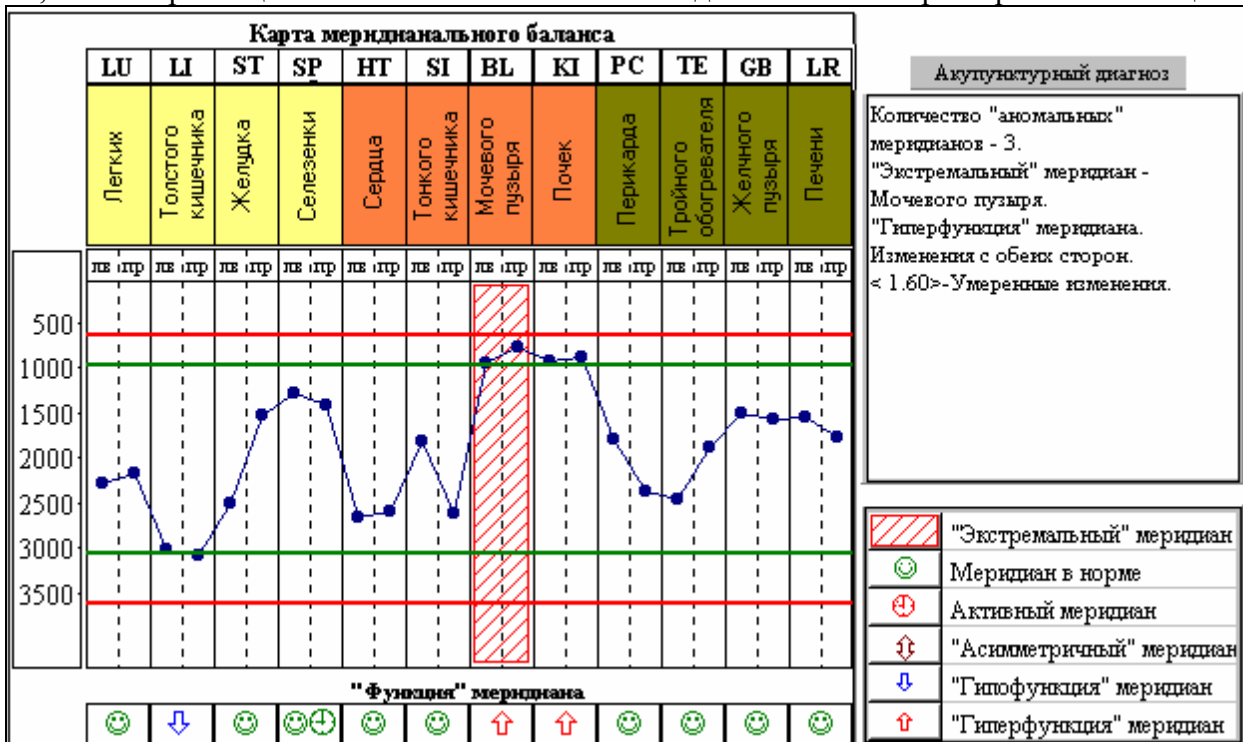 Карта меридианального баланса
LU LI ST SP HT SI BL KI PC TE GB LR
Легких
Толстого
кишечника
Желудка
Селезенки
Сердца
Тонкого
кишечника
Мочевого
пузыря
Почек
Перикарда
Тройного
обогревателя
Желчного
пузыря
Печени
лв пр лв пр лв пр лв пр лв пр лв пр лв пр лв пр лв пр лв пр лв пр лв пр
500
1000
1500
2000
2500
3000
3500
"Функция" меридиана
Акупунктурный диагноз
Количество "аномальных"
меридианов - 3.
"Экстремальный" меридиан -
Мочевого пузыря.
"Гиперфункция" меридиана.
Изменения с обеих сторон.
< 1.60>-Умеренные изменения.
"Экстремальный" меридиан
Меридиан в норме
Активный меридиан
"Асимметричный" меридиан
"Гипофункция" меридиан
"Гиперфункция" меридиан